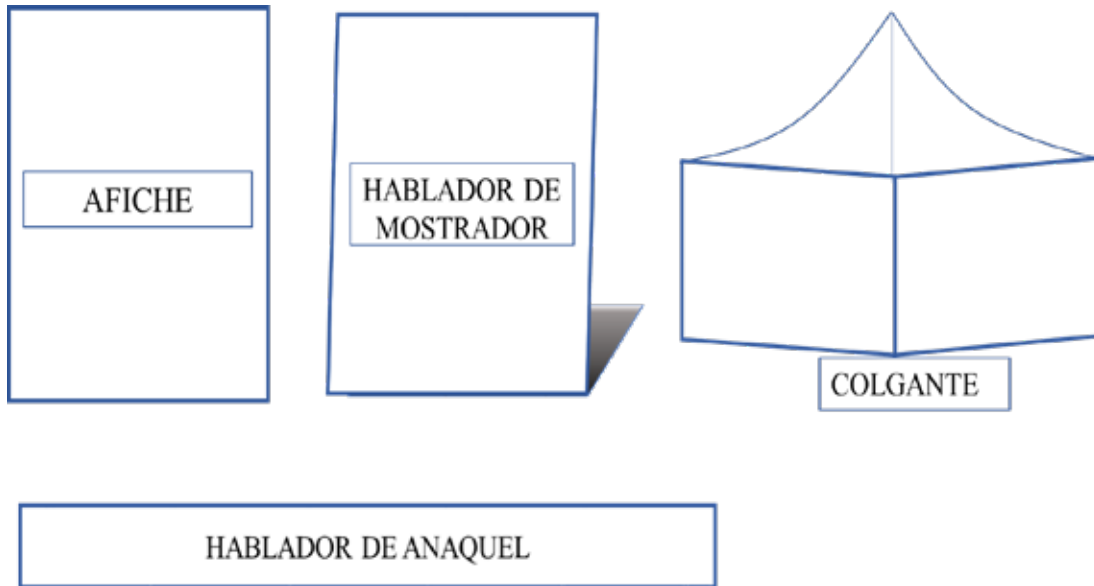 AFICHE
HABLADOR DE
MOSTRADOR
COLGANTE
HABLADOR DE ANAQUEL